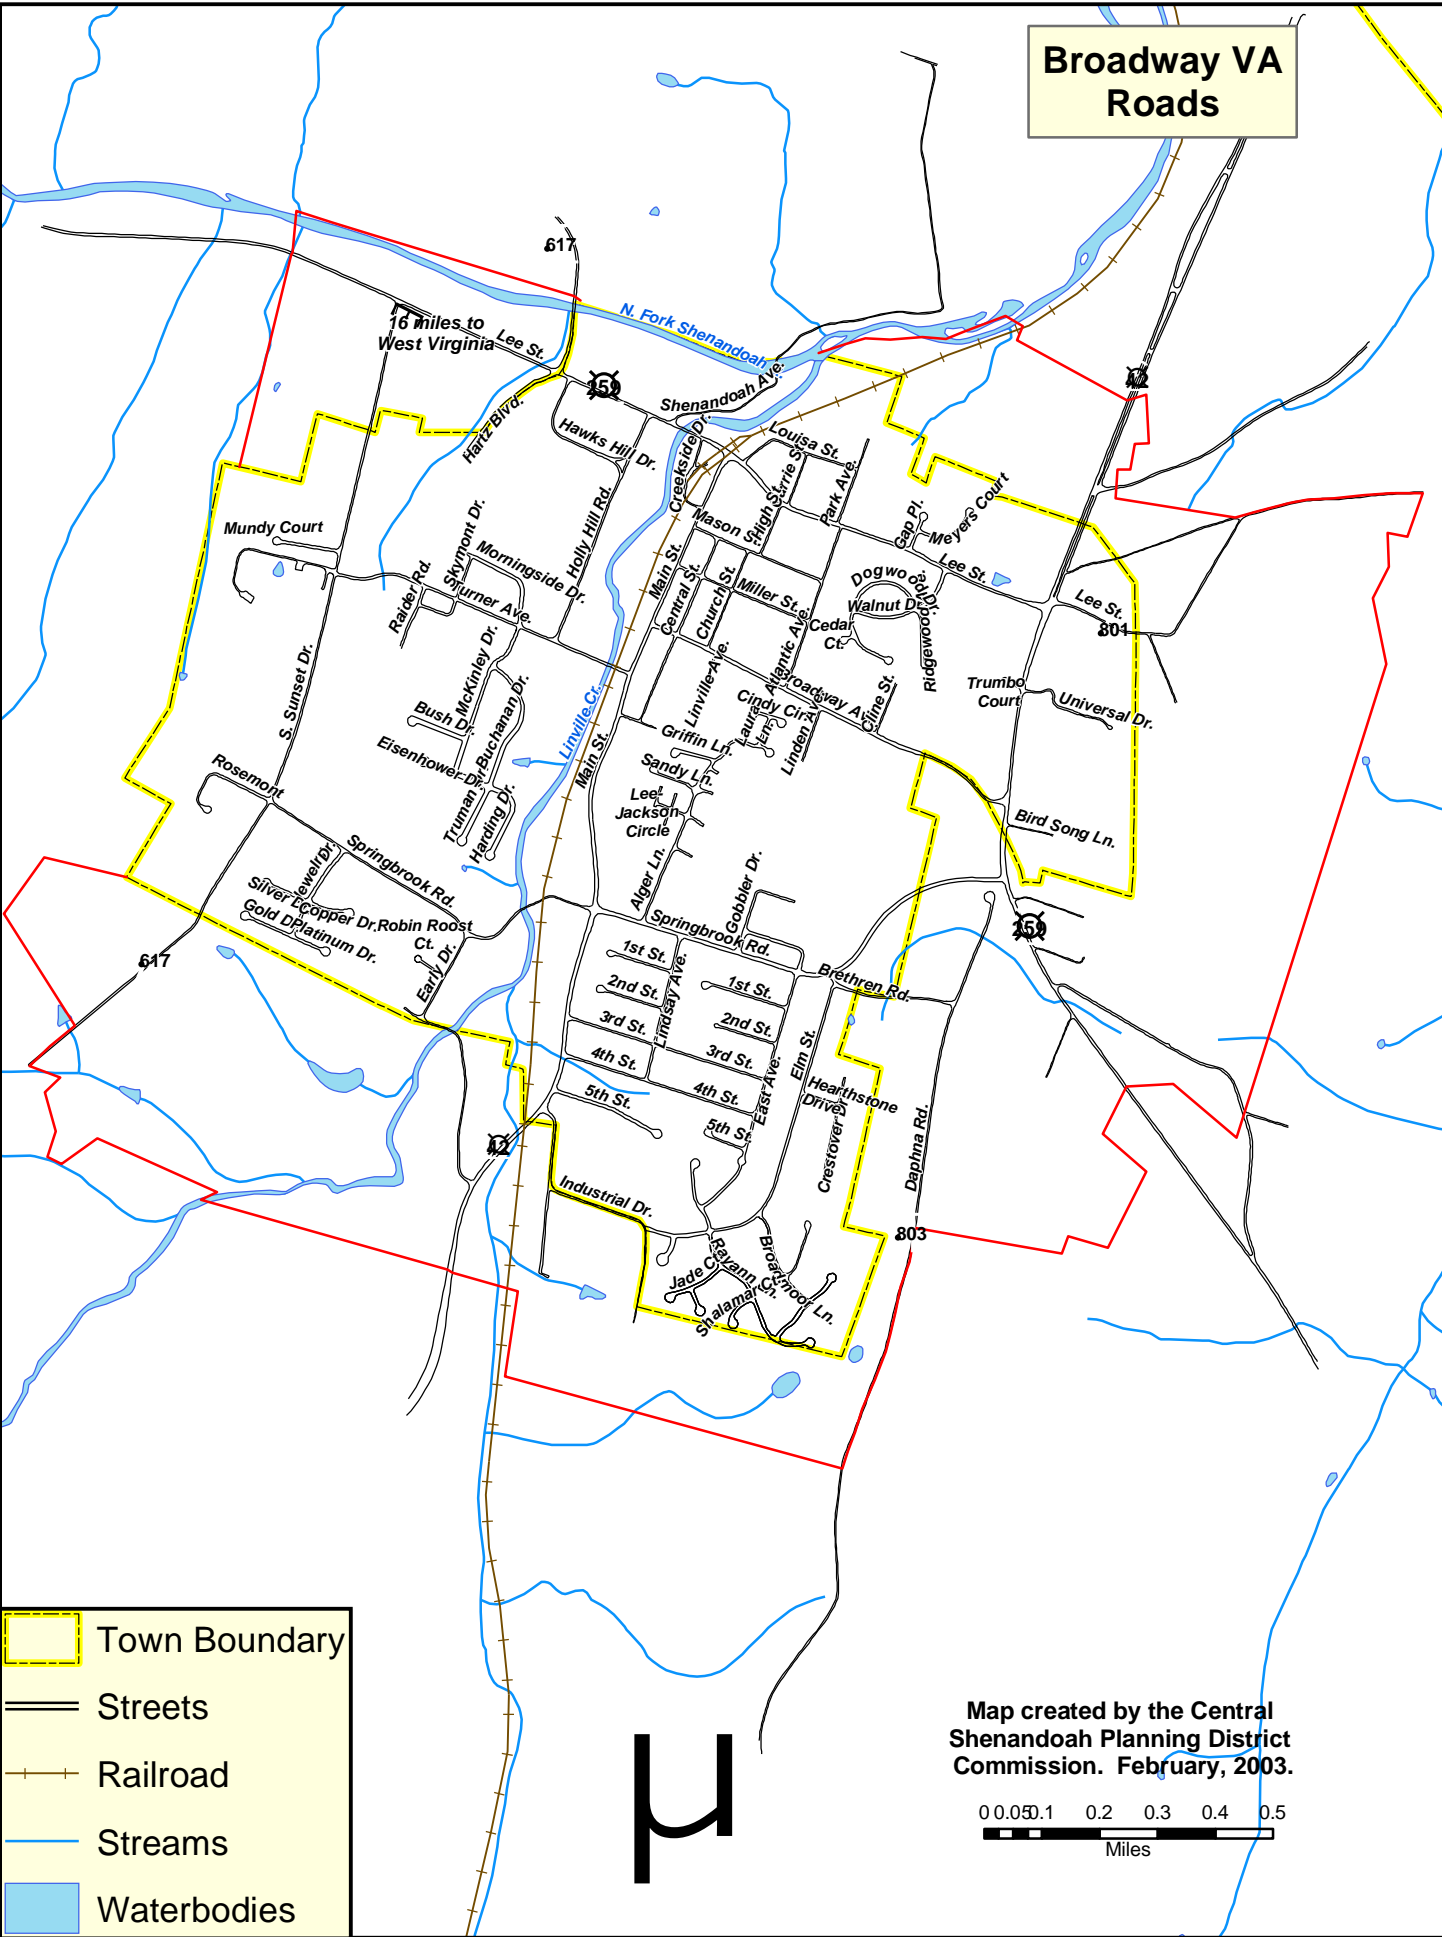 Broadway VA
Roads
617
N. Fork Shenandoah
16 miles to
West Virginia
Lee St.
259
42
Shenandoah Ave.
Hartz Blvd.
Hawks Hill Dr.
Creekside Dr.
Louisa St.
Park Ave.
High St.
Mason St.
Holly Hill Rd.
Gap Pl.
Meyers Court
Mundy Court
Skymont Dr.
Morningside Dr.
Raider Rd.
Turner Ave.
Main St.
Central St.
Church St.
Miller St.
Lee St.
Dogwood Dr.
Walnut Dr.
Cedar
Ct.
Ridgewood
Lee St.
801
Atlantic Ave.
Linville Ave.
Broadway Ave.
Cline St.
Trumbo
Court
Universal Dr.
S. Sunset Dr.
McKinley Dr.
Buchanan Dr.
Bush Dr.
Eisenhower Dr.
Truman Dr.
Harding Dr.
Linville Cr.
Main St.
Cindy Cir.
Laura
Ln.
Linden Ave.
Griffin Ln.
Sandy Ln.
Lee-
Jackson
Circle
Rosemont
Bird Song Ln.
Springbrook Rd.
Jewelr Dr.
Silver D
Copper Dr.
Gold D
Platinum Dr.
Robin Roost
Ct.
Early Dr.
Alger Ln.
Gobbler Dr.
Springbrook Rd.
259
617
1st St.
1st St.
Brethren Rd.
2nd St.
2nd St.
Lindsay Ave.
3rd St.
3rd St.
Elm St.
4th St.
4th St.
East Ave.
Hearthstone
Drive
5th St.
5th St.
Crestover Dr.
Daphna Rd.
42
Industrial Dr.
803
Rayann Ct.
Jade Ct.
Broadmoor Ln.
Shalamar Ln.
Town Boundary
Streets
Railroad
Streams
Waterbodies
µ
Map created by the Central
Shenandoah Planning District
Commission. February, 2003.
0 0.05 0.1 0.2 0.3 0.4 0.5
Miles